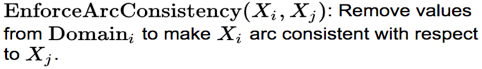 EnforceArcConsistency(Xᵢ, Xⱼ): Remove values
from Domainᵢ to make Xᵢ arc consistent with respect
to Xⱼ.